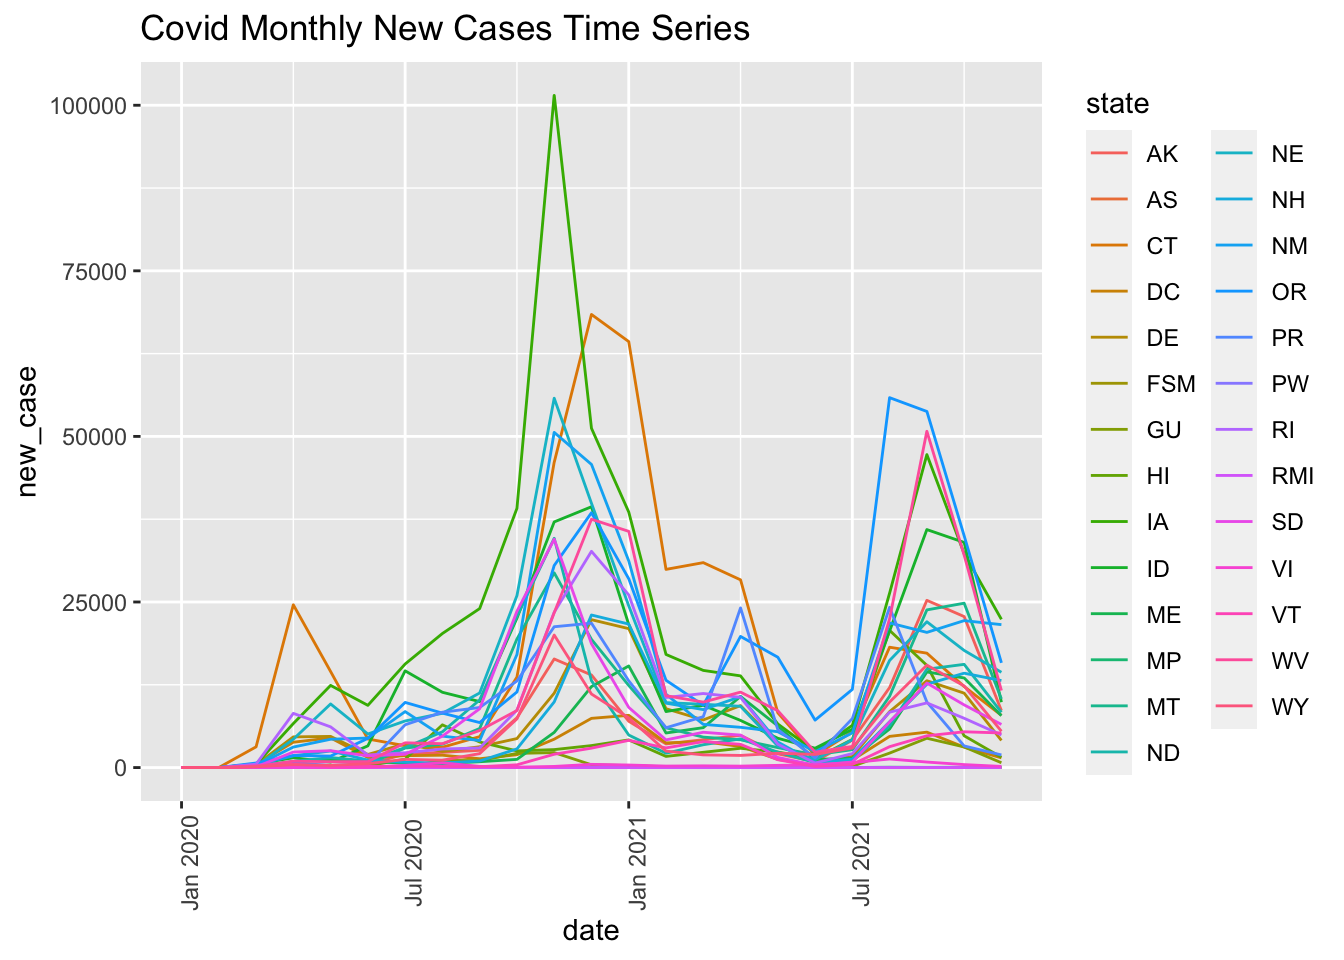 Covid Monthly New Cases Time Series
100000
75000
50000
25000
0
new_case
Jan 2020
Jul 2020
Jan 2021
Jul 2021
date
state
AK
AS
CT
DC
DE
FSM
GU
HI
IA
ID
ME
MP
MT
ND
NE
NH
NM
OR
PR
PW
RI
RMI
SD
VI
VT
WV
WY